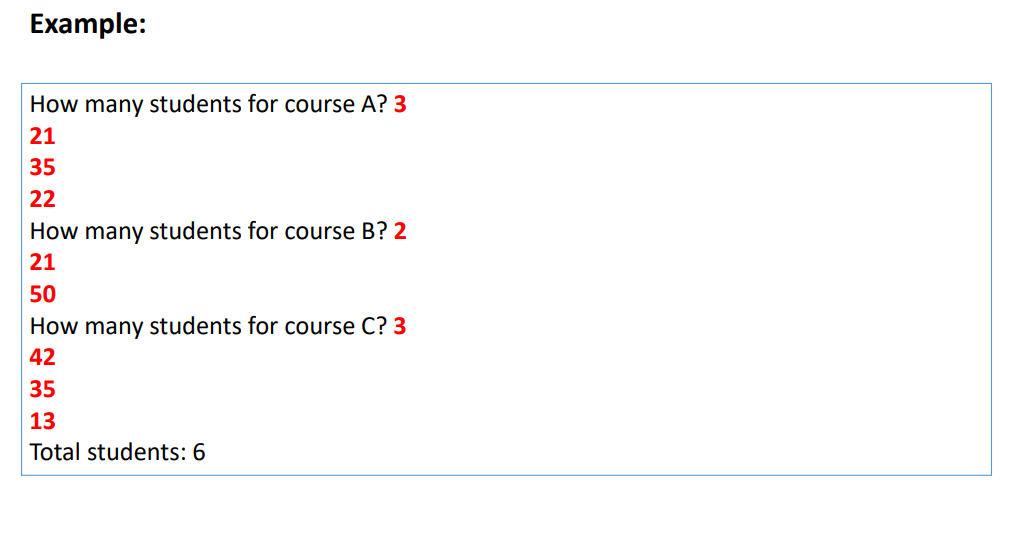 Example:
How many students for course A? 3
21
35
22
How many students for course B? 2
21
50
How many students for course C? 3
42
35
13
Total students: 6